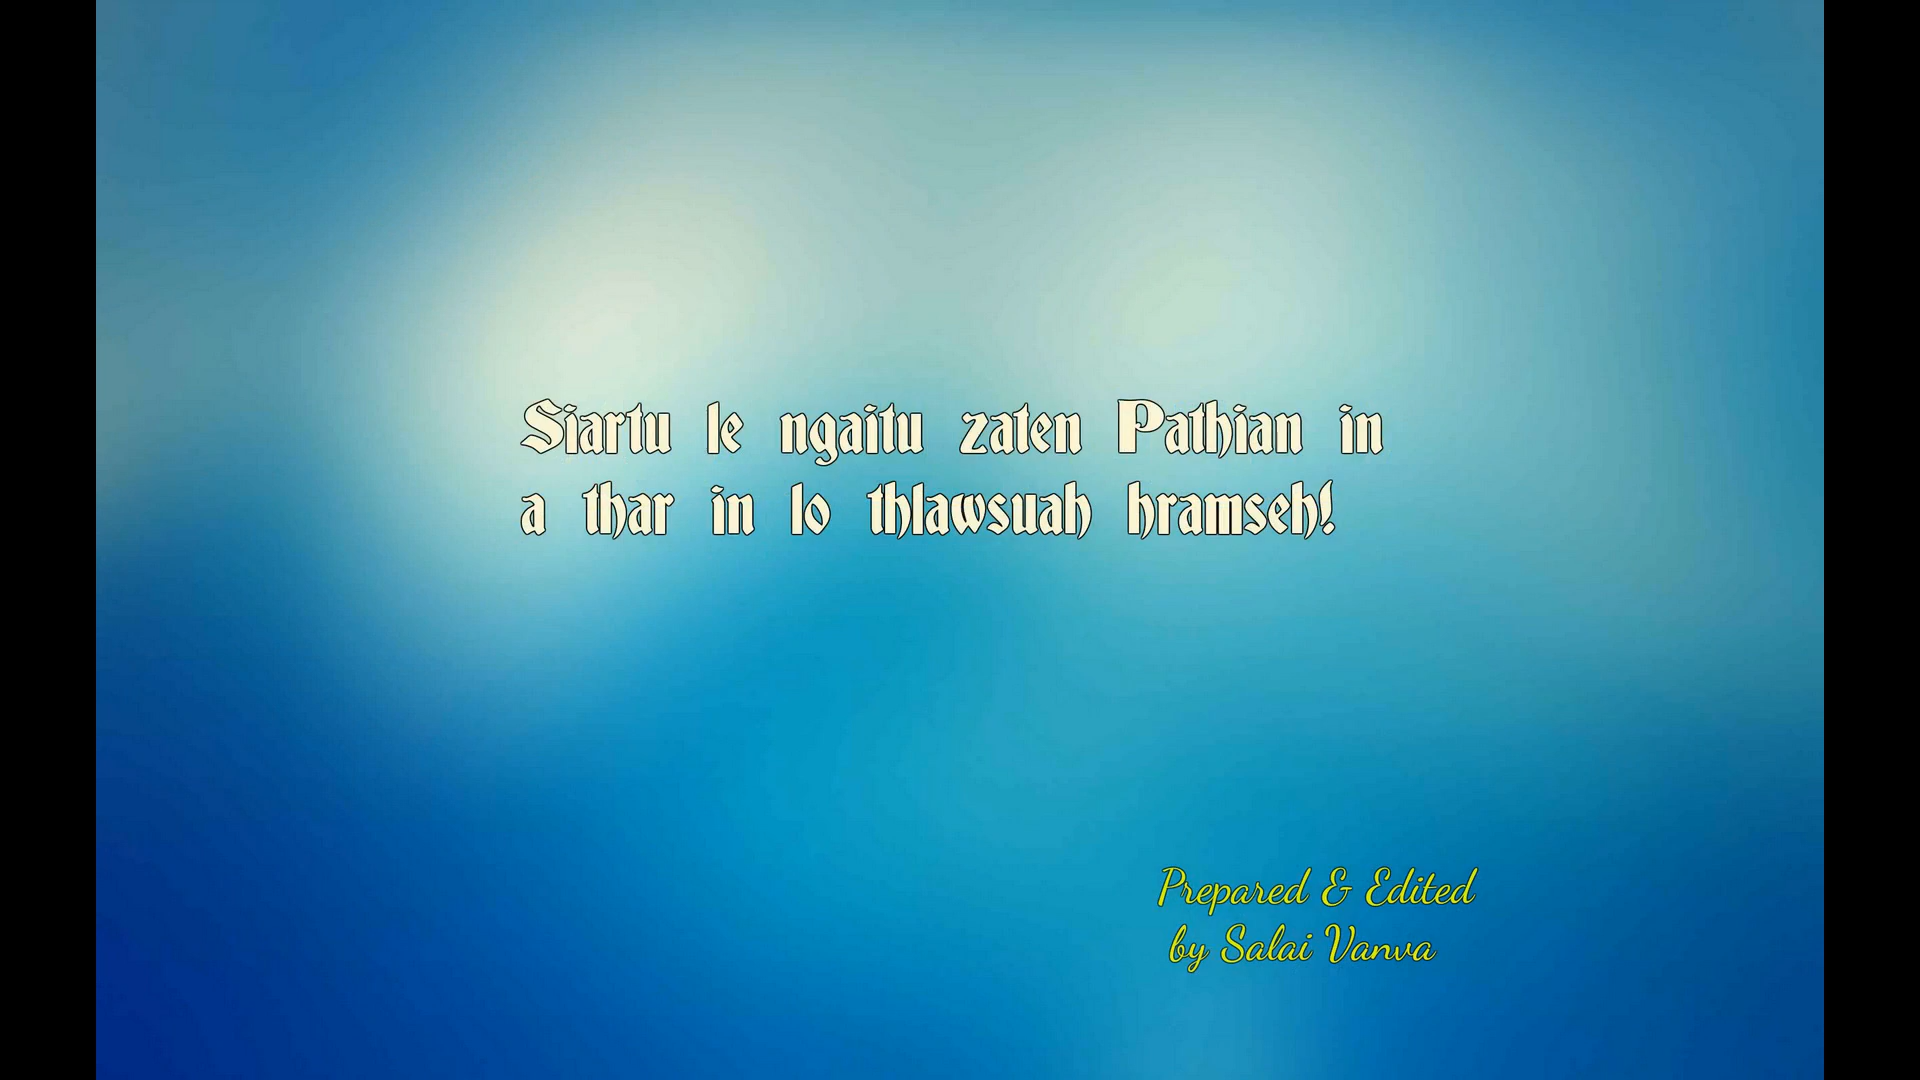 Siartu le ngaitu zaten Pathian in
a thar in lo thlawsuah hramseh!
Prepared & Edited
by Salai Vanva